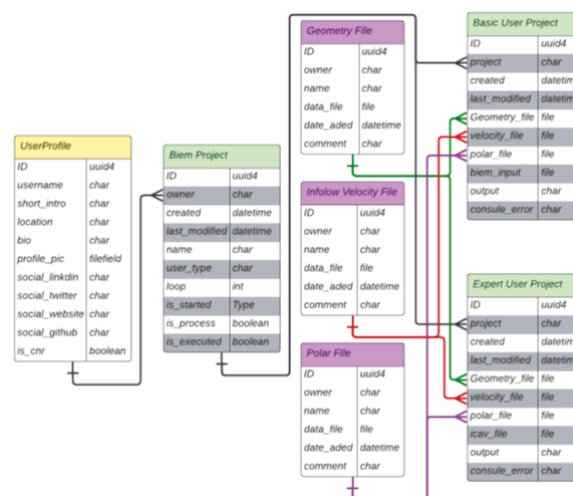 UserProfile
ID uuid4
username char
short_intro char
location char
bio char
profile_pic filefield
social_linkdin char
social_twitter char
social_website char
social_github char
is_cnr boolean
Biem Project
ID uuid4
owner char
created datetime
last_modified datetime
name char
user_type char
loop int
is_started Type
is_process boolean
is_executed boolean
Geometry FIle
ID uuid4
owner char
name char
data_file file
date_aded datetime
comment char
Infolow Velocity File
ID uuid4
owner char
name char
data_file file
date_aded datetime
comment char
Polar FIle
ID uuid4
owner char
name char
data_file file
date_aded datetime
comment char
Basic User Project
ID uuid4
project char
created datetim
last_modified datetim
Geometry_file file
velocity_file file
polar_file file
biem_input file
output char
consule_error char
Expert User Project
ID uuid4
project char
created datetim
last_modified datetim
Geometry_file file
velocity_file file
polar_file file
icav_file file
output char
consule_error char